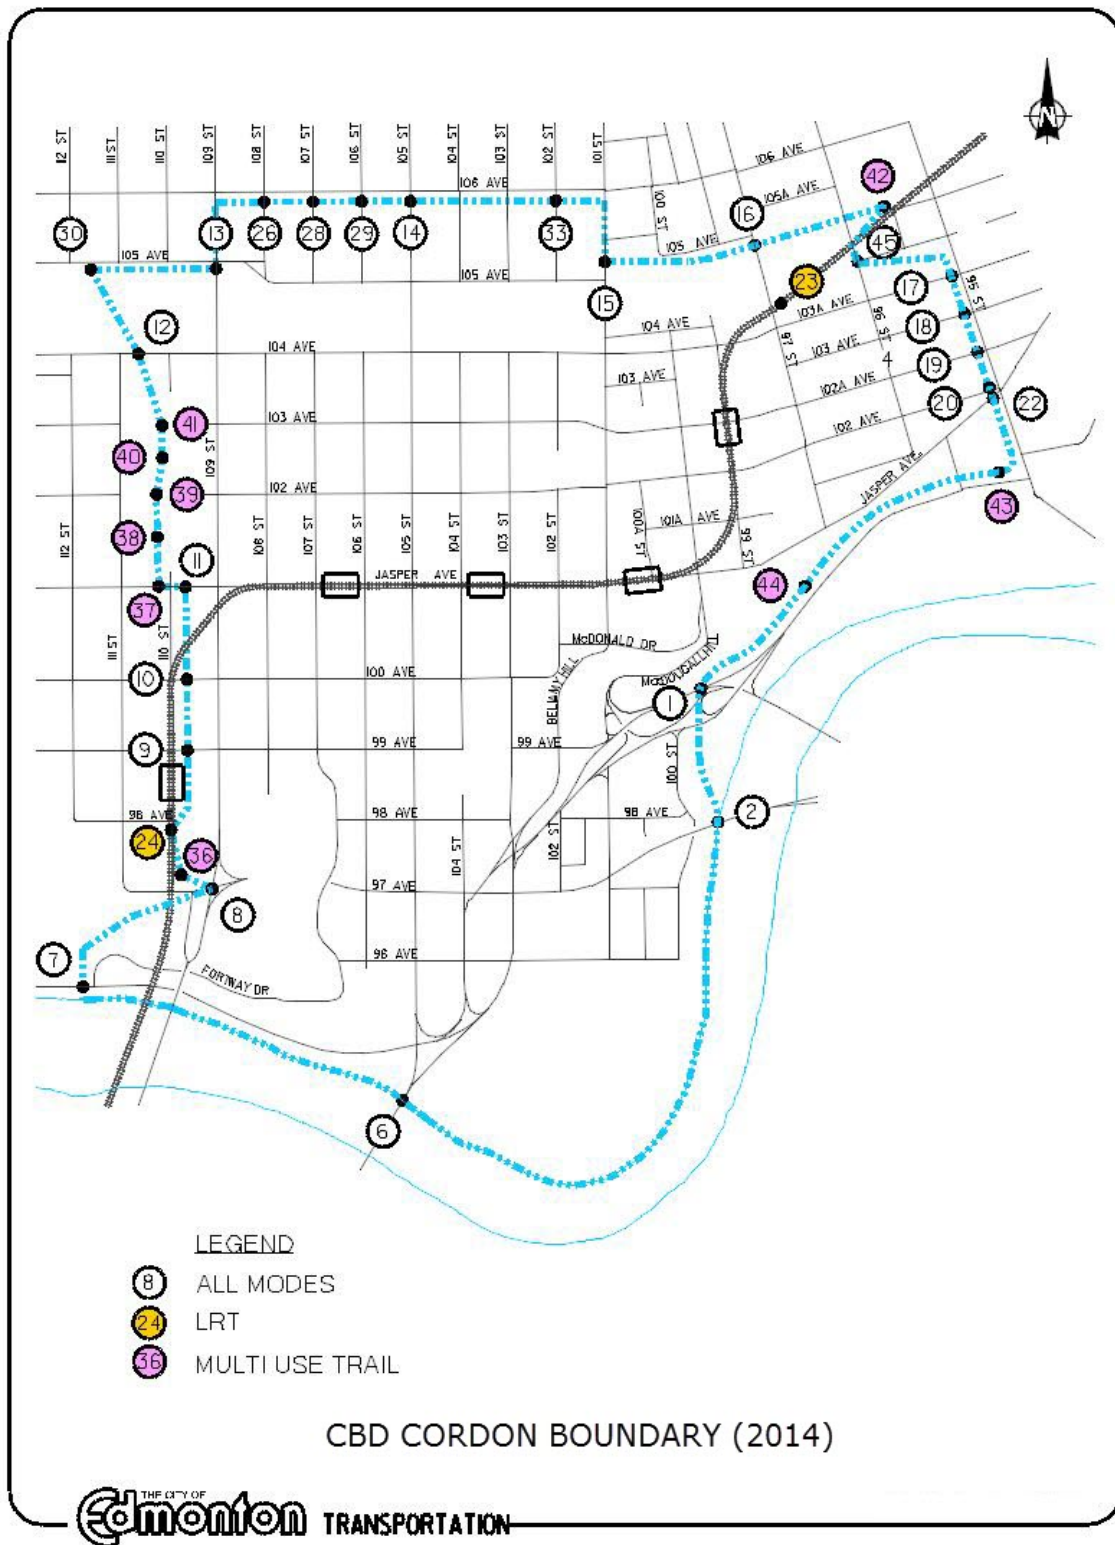 N
112 ST
111 ST
110 ST
109 ST
108 ST
107 ST
106 ST
105 ST
104 ST
103 ST
102 ST
101 ST
100 ST
106 AVE
105A AVE
106 AVE
42
30
13
26
28
29
14
33
16
45
105 AVE
105 AVE
15
23
17
95 ST
103A AVE
12
104 AVE
104 AVE
97 ST
96 ST
18
103 AVE
4
19
103 AVE
102A AVE
20
22
41
103 AVE
109 ST
102 AVE
40
39
102 AVE
JASPER AVE.
43
38
112 ST
108 ST
107 ST
106 ST
105 ST
104 ST
103 ST
102 ST
100A ST
101A AVE
99 ST
11
JASPER AVE
44
37
111 ST
110 ST
McDONALD DR
BELLAMY HILL
McDOUGALL HILL
10
100 AVE
1
9
99 AVE
99 AVE
100 ST
98 AVE
98 AVE
98 AVE
2
24
36
104 ST
102 ST
97 AVE
8
7
96 AVE
FORTWAY DR
6
LEGEND
8 ALL MODES
24 LRT
36 MULTI USE TRAIL
CBD CORDON BOUNDARY (2014)
THE CITY OF
Edmonton TRANSPORTATION